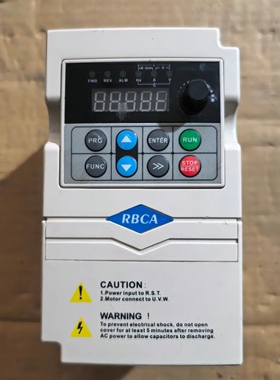 FWD REV ALM Hz A V
PRG ENTER RUN
FUNC >> STOP
RESET
RBCA
CAUTION:
1.Power input to R.S.T.
2.Motor connect to U.V.W.
WARNING !
To prevent electrical shock, do not open
cover for at least 5 minutes after removing
AC power to allow capacitors to discharge.